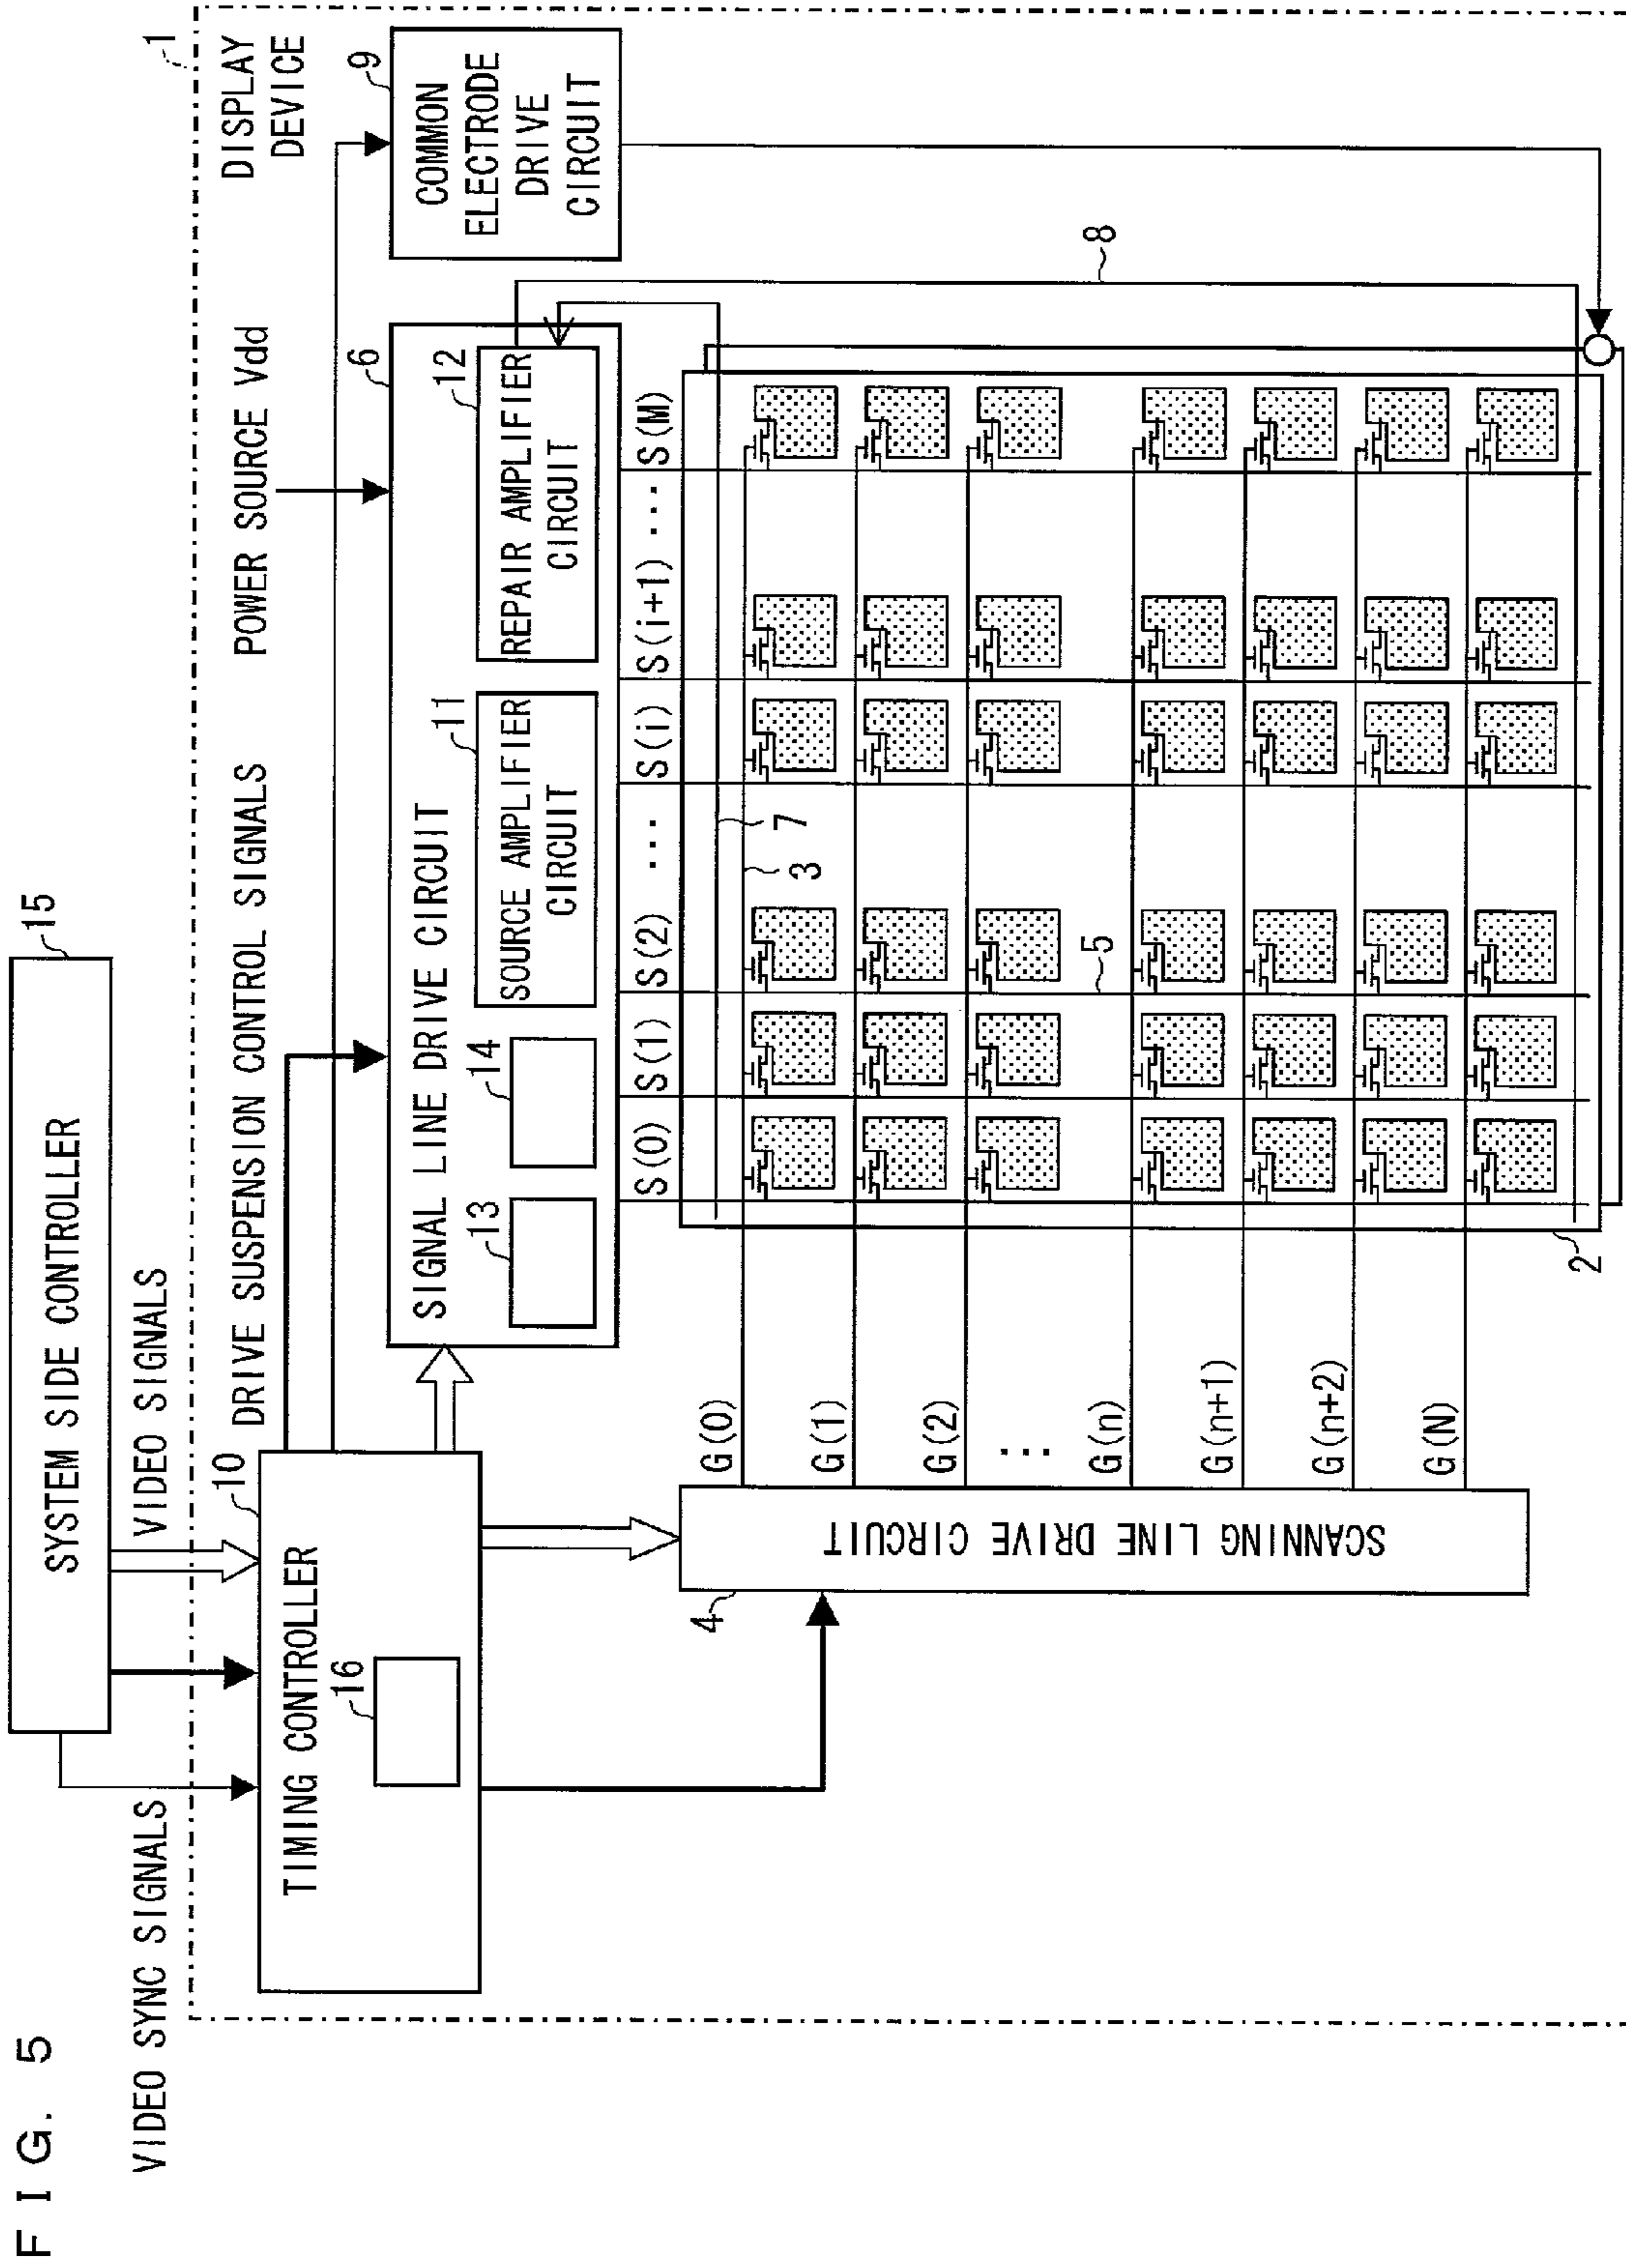 FIG. 5
SYSTEM SIDE CONTROLLER
15
VIDEO SYNC SIGNALS
VIDEO SIGNALS
1
DISPLAY
DEVICE
DRIVE SUSPENSION CONTROL SIGNALS
POWER SOURCE Vdd
10
TIMING CONTROLLER
16
6
SIGNAL LINE DRIVE CIRCUIT
13
14
11
SOURCE AMPLIFIER
CIRCUIT
12
REPAIR AMPLIFIER
CIRCUIT
9
COMMON
ELECTRODE
DRIVE
CIRCUIT
S(0) S(1) S(2) ... S(i) S(i+1) ... S(M)
4
SCANNING LINE DRIVE CIRCUIT
G(0)
G(1)
G(2)
...
G(n)
G(n+1)
G(n+2)
G(N)
3
7
5
8
2